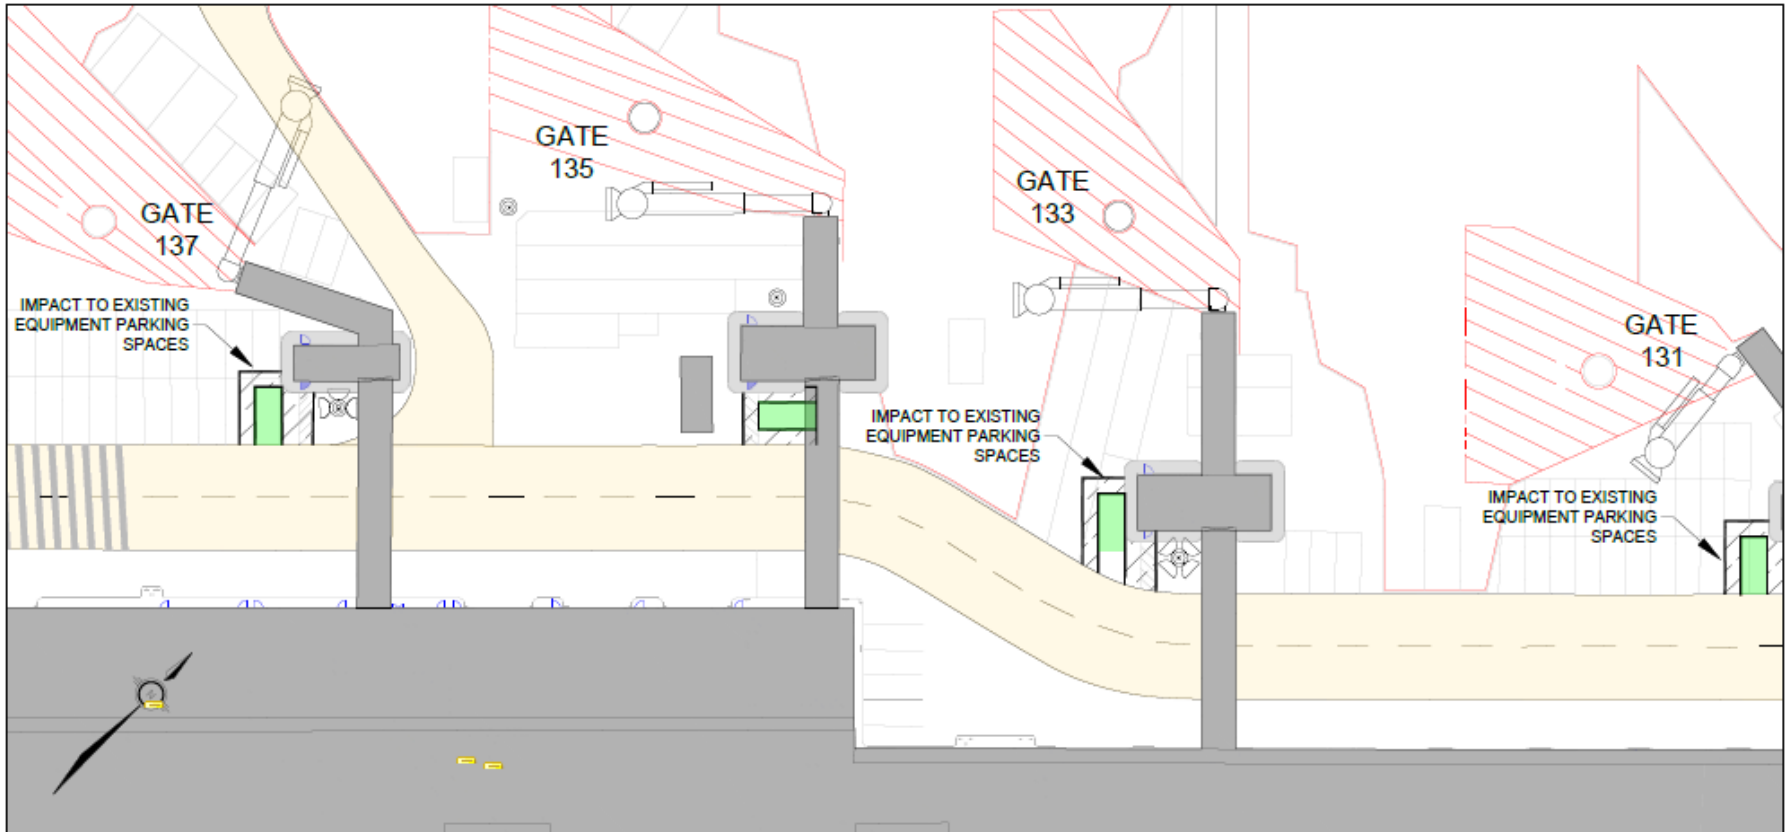 GATE
135
GATE
133
GATE
137
IMPACT TO EXISTING
EQUIPMENT PARKING
SPACES
GATE
131
IMPACT TO EXISTING
EQUIPMENT PARKING
SPACES
IMPACT TO EXISTING
EQUIPMENT PARKING
SPACES